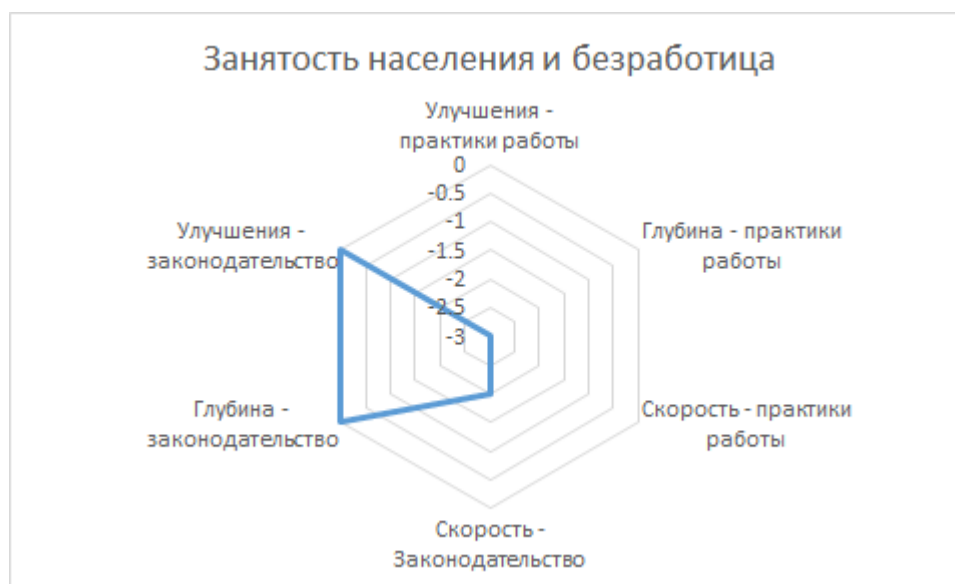 Занятость населения и безработица
Улучшения -
практики работы
0
-0.5
-1
-1.5
-2
-2.5
-3
Глубина - практики
работы
Скорость - практики
работы
Скорость -
Законодательство
Глубина -
законодательство
Улучшения -
законодательство